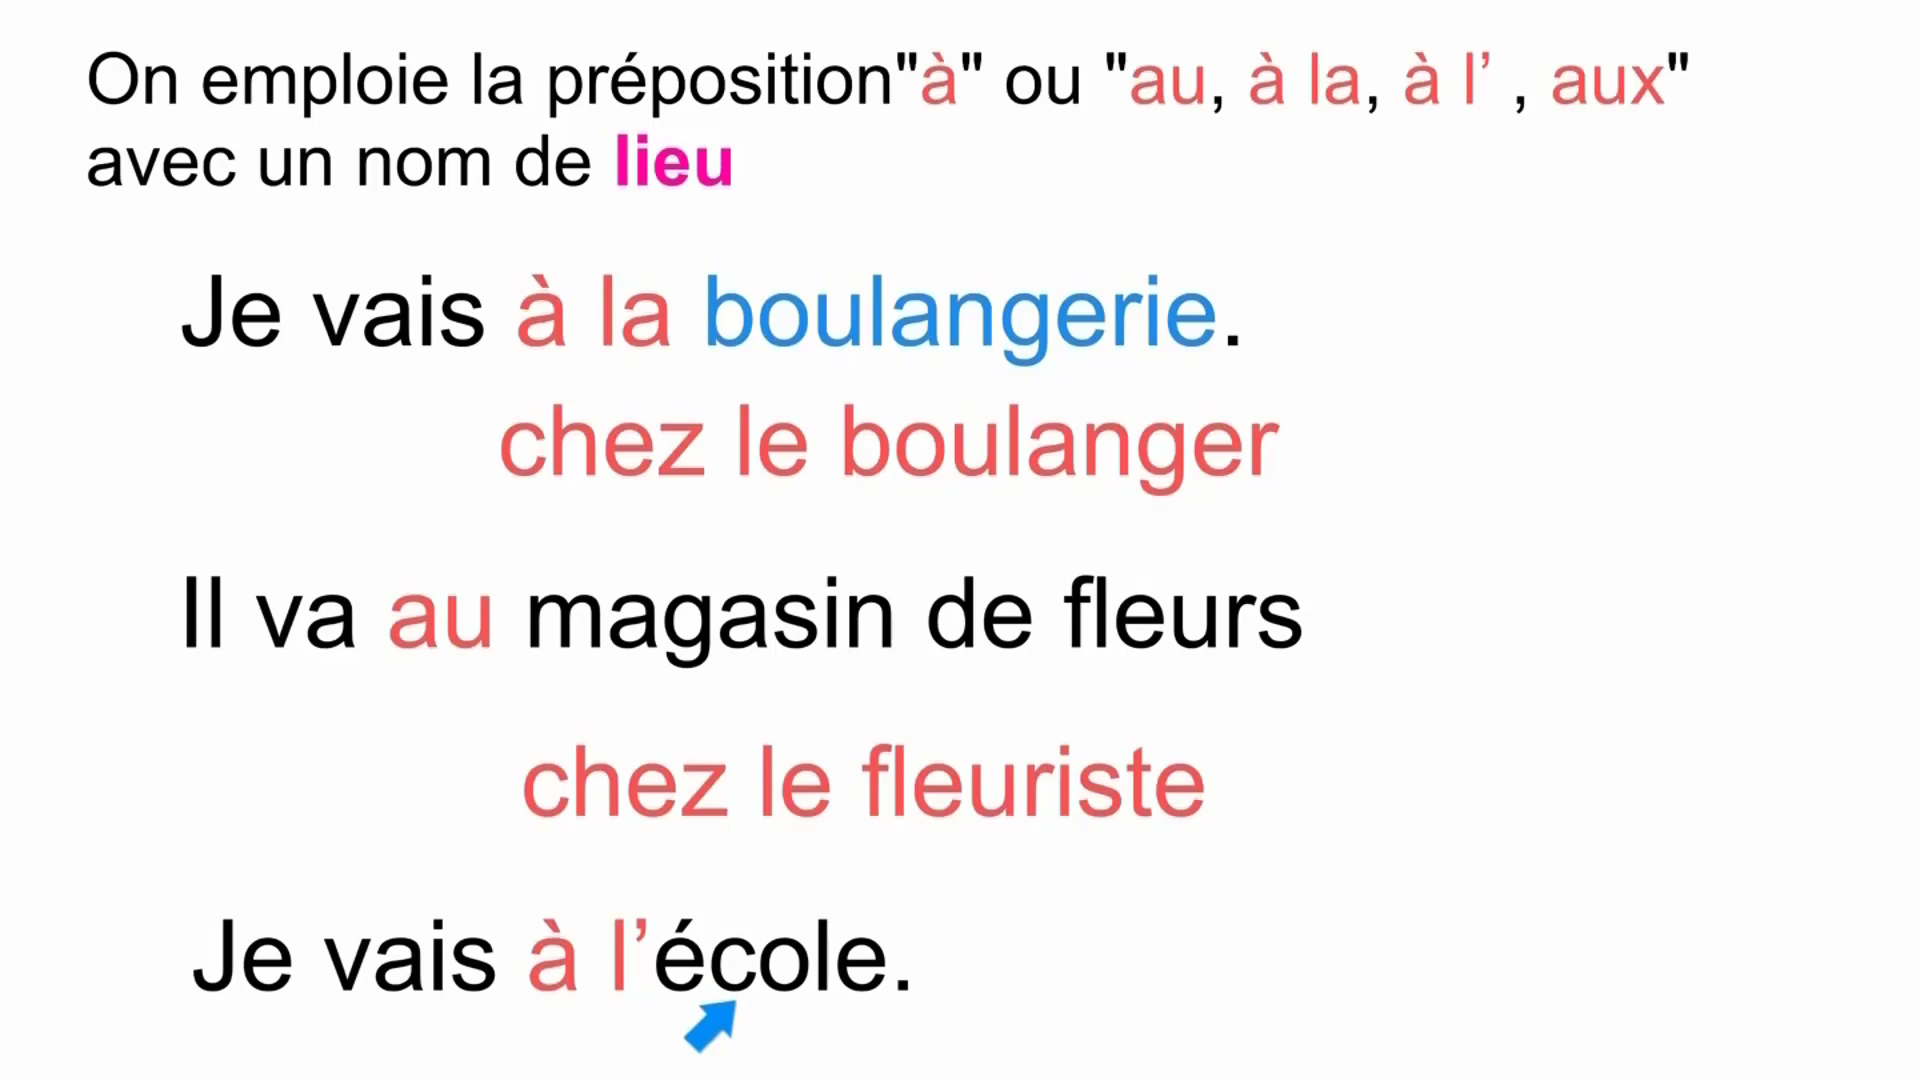 On emploie la préposition"à" ou "au, à la, à l’ , aux"
avec un nom de lieu
Je vais à la boulangerie.
chez le boulanger
Il va au magasin de fleurs
chez le fleuriste
Je vais à l’école.